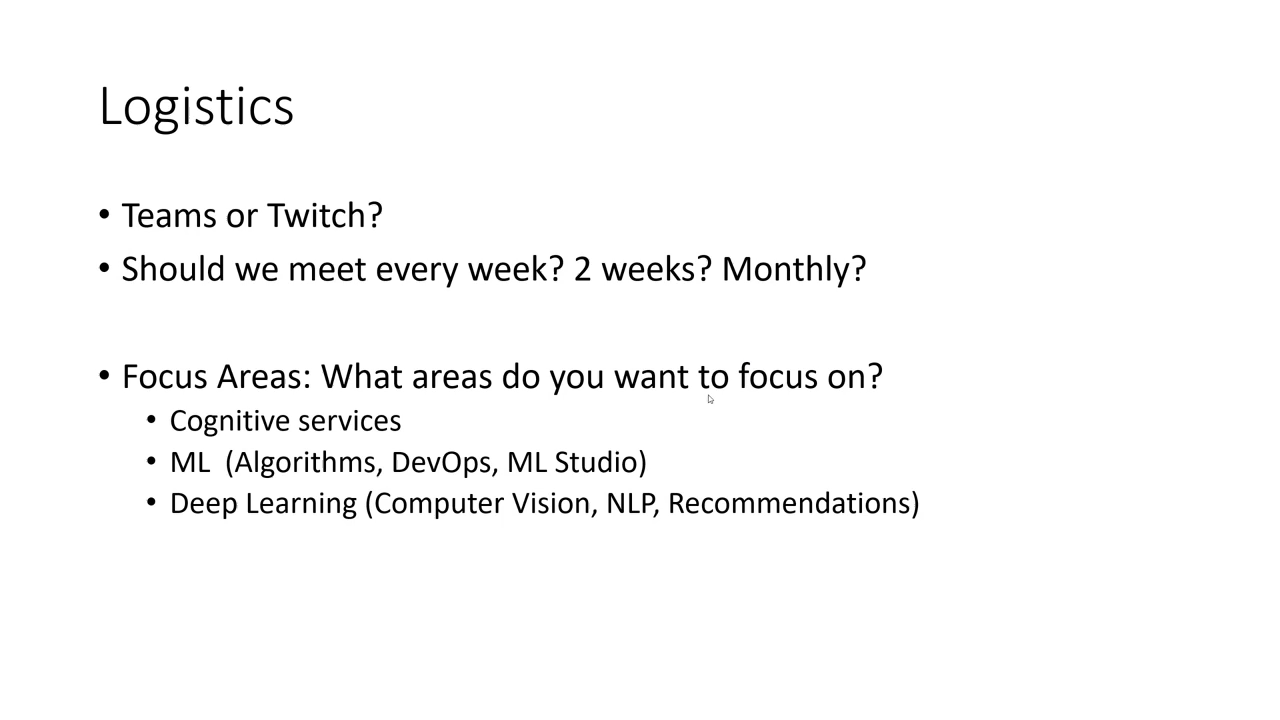 Logistics
• Teams or Twitch?
• Should we meet every week? 2 weeks? Monthly?
• Focus Areas: What areas do you want to focus on?
• Cognitive services
• ML  (Algorithms, DevOps, ML Studio)
• Deep Learning (Computer Vision, NLP, Recommendations)